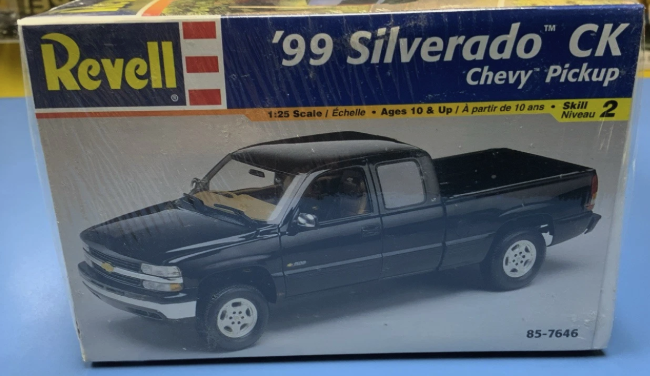 Revell®
'99 Silverado™ CK
Chevy™ Pickup
1:25 Scale / Échelle • Ages 10 & Up / À partir de 10 ans • Skill Niveau 2
85-7646